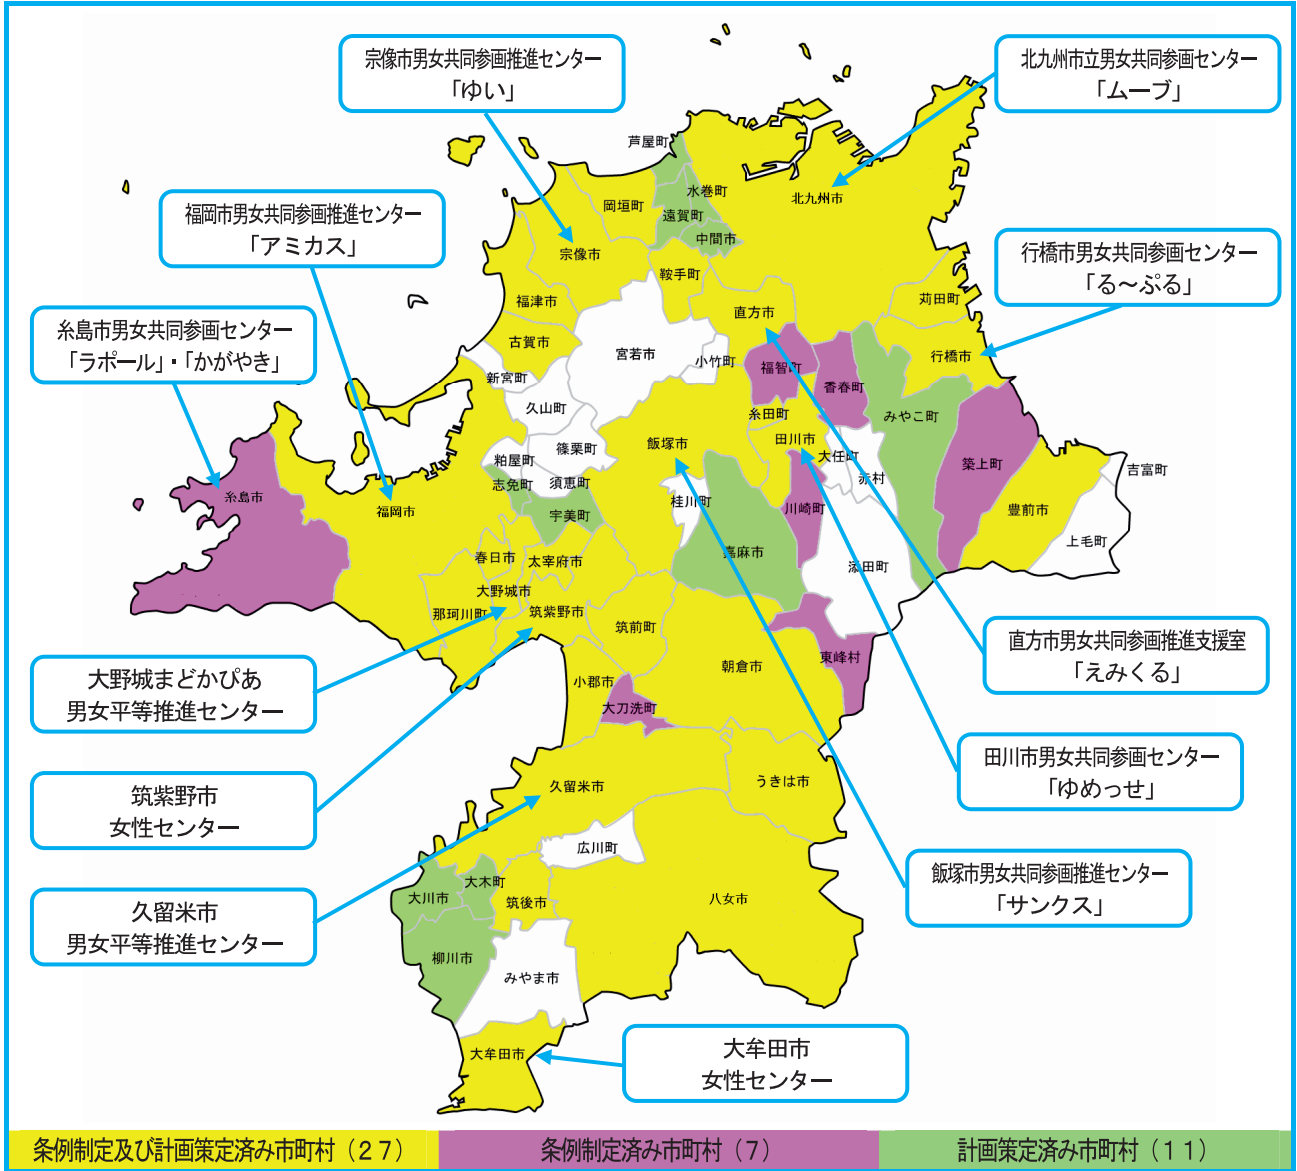 宗像市男女共同参画推進センター
「ゆい」
北九州市立男女共同参画センター
「ムーブ」
福岡市男女共同参画推進センター
「アミカス」
行橋市男女共同参画センター
「る～ぷる」
糸島市男女共同参画センター
「ラポール」・「かがやき」
芦屋町
水巻町
岡垣町
遠賀町
北九州市
中間市
宗像市
鞍手町
福津市
苅田町
直方市
古賀市
宮若市
小竹町
行橋市
福智町
新宮町
香春町
久山町
糸田町
みやこ町
飯塚市
田川市
篠栗町
大任町
粕屋町
築上町
吉富町
赤村
志免町
須恵町
糸島市
桂川町
川崎町
福岡市
宇美町
豊前市
上毛町
嘉麻市
春日市
太宰府市
添田町
大野城市
那珂川町
筑紫野市
筑前町
東峰村
朝倉市
小郡市
大刀洗町
直方市男女共同参画推進支援室
「えみくる」
大野城まどかぴあ
男女平等推進センター
田川市男女共同参画センター
「ゆめっせ」
筑紫野市
女性センター
久留米市
うきは市
広川町
飯塚市男女共同参画推進センター
「サンクス」
大木町
大川市
筑後市
八女市
久留米市
男女平等推進センター
柳川市
みやま市
大牟田市
大牟田市
女性センター
条例制定及び計画策定済み市町村（２７）
条例制定済み市町村（７）
計画策定済み市町村（１１）